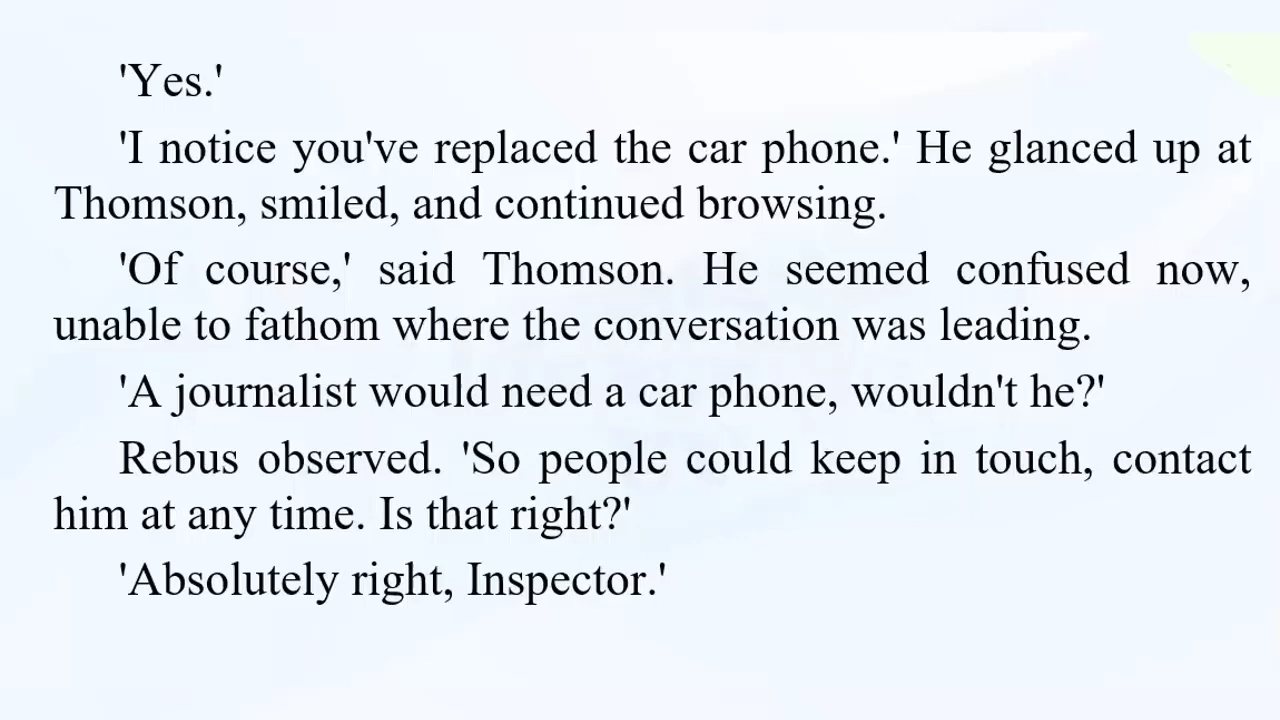 'Yes.'
'I notice you've replaced the car phone.' He glanced up at
Thomson, smiled, and continued browsing.
'Of course,' said Thomson. He seemed confused now,
unable to fathom where the conversation was leading.
'A journalist would need a car phone, wouldn't he?'
Rebus observed. 'So people could keep in touch, contact
him at any time. Is that right?'
'Absolutely right, Inspector.'